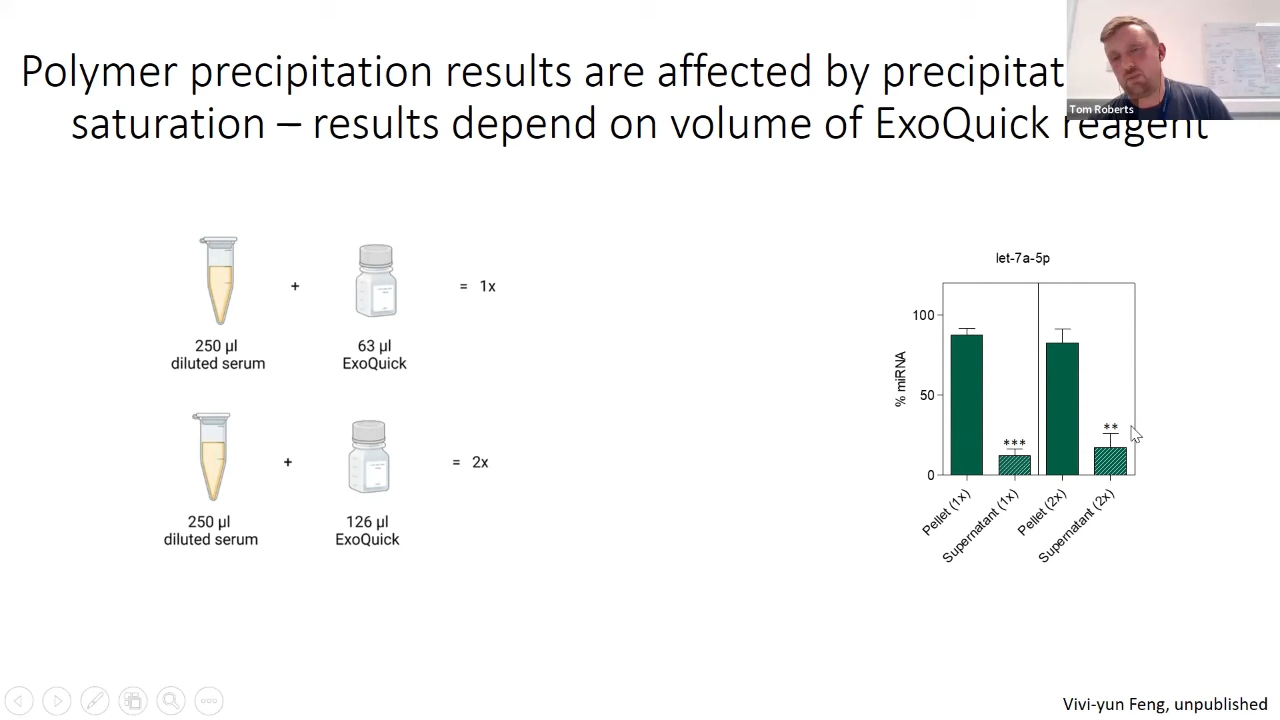 Polymer precipitation results are affected by precipitat
saturation – results depend on volume of ExoQuick reagent
Tom Roberts
+
= 1x
250 µl
diluted serum
63 µl
ExoQuick
+
= 2x
250 µl
diluted serum
126 µl
ExoQuick
let-7a-5p
% miRNA
100
50
0
***
**
Pellet (1x)
Supernatant (1x)
Pellet (2x)
Supernatant (2x)
Vivi-yun Feng, unpublished